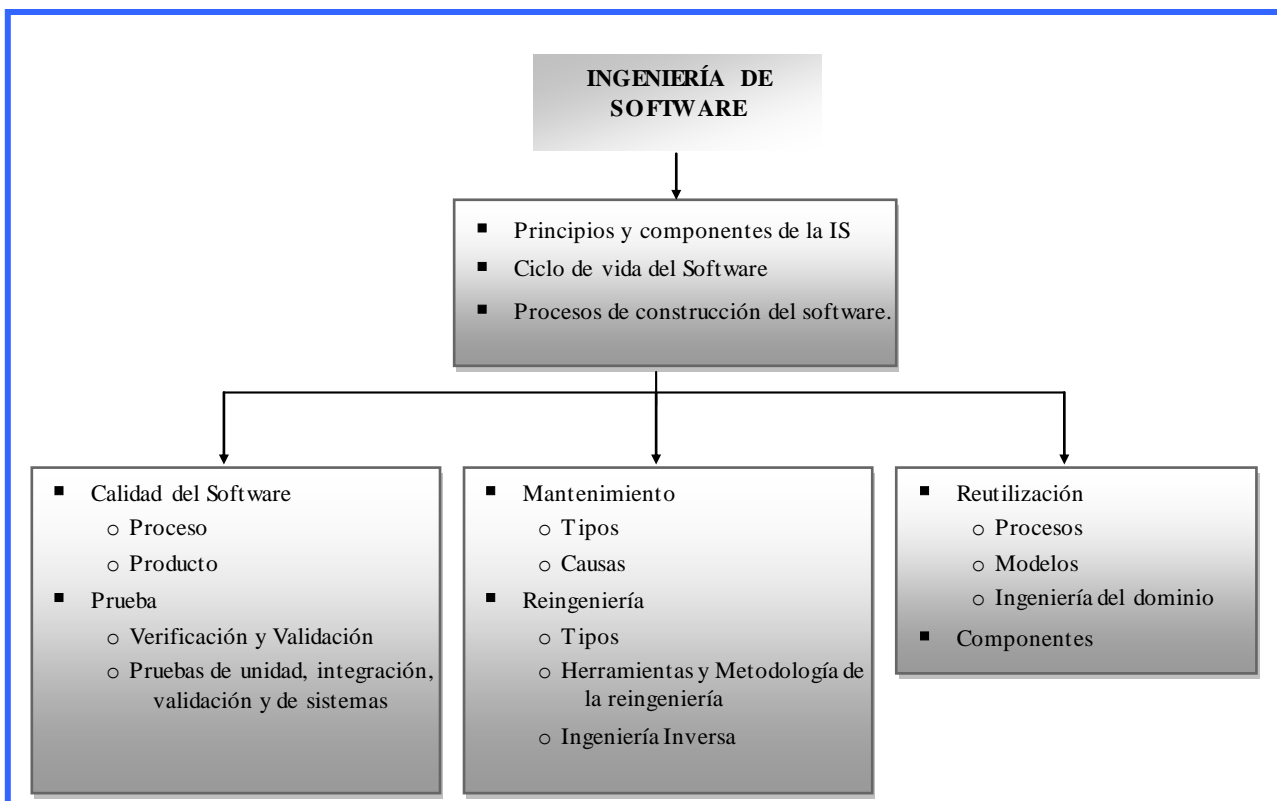 INGENIERÍA DE
SOFTWARE
▪ Principios y componentes de la IS
▪ Ciclo de vida del Software
▪ Procesos de construcción del software.
▪ Calidad del Software
o Proceso
o Producto
▪ Prueba
o Verificación y Validación
o Pruebas de unidad, integración,
validación y de sistemas
▪ Mantenimiento
o Tipos
o Causas
▪ Reingeniería
o Tipos
o Herramientas y Metodología de
la reingeniería
o Ingeniería Inversa
▪ Reutilización
o Procesos
o Modelos
o Ingeniería del dominio
▪ Componentes